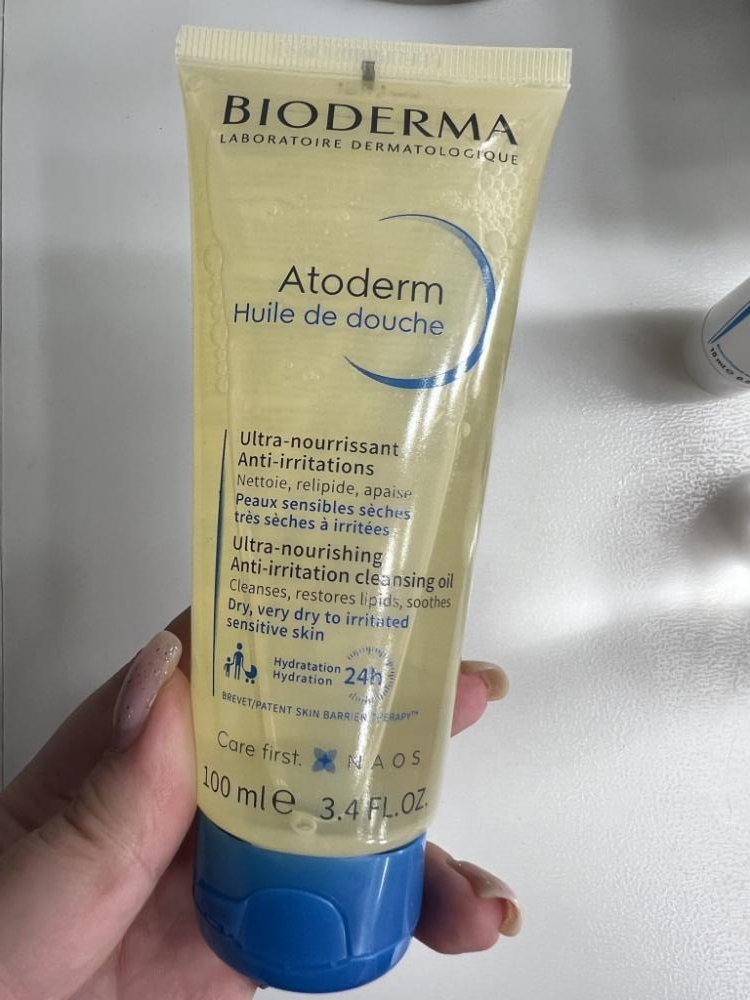 BIODERMA
LABORATOIRE DERMATOLOGIQUE
Atoderm
Huile de douche
Ultra-nourrissant
Anti-irritations
Nettoie, relipide, apaise
Peaux sensibles sèches
très sèches à irritées
Ultra-nourishing
Anti-irritation cleansing oil
Cleanses, restores lipids, soothes
Dry, very dry to irritated
sensitive skin
Hydratation
Hydration
24h
BREVET/PATENT SKIN BARRIER THERAPY™
Care first. NAOS
100 ml e 3.4 FL.OZ.
15 ml e